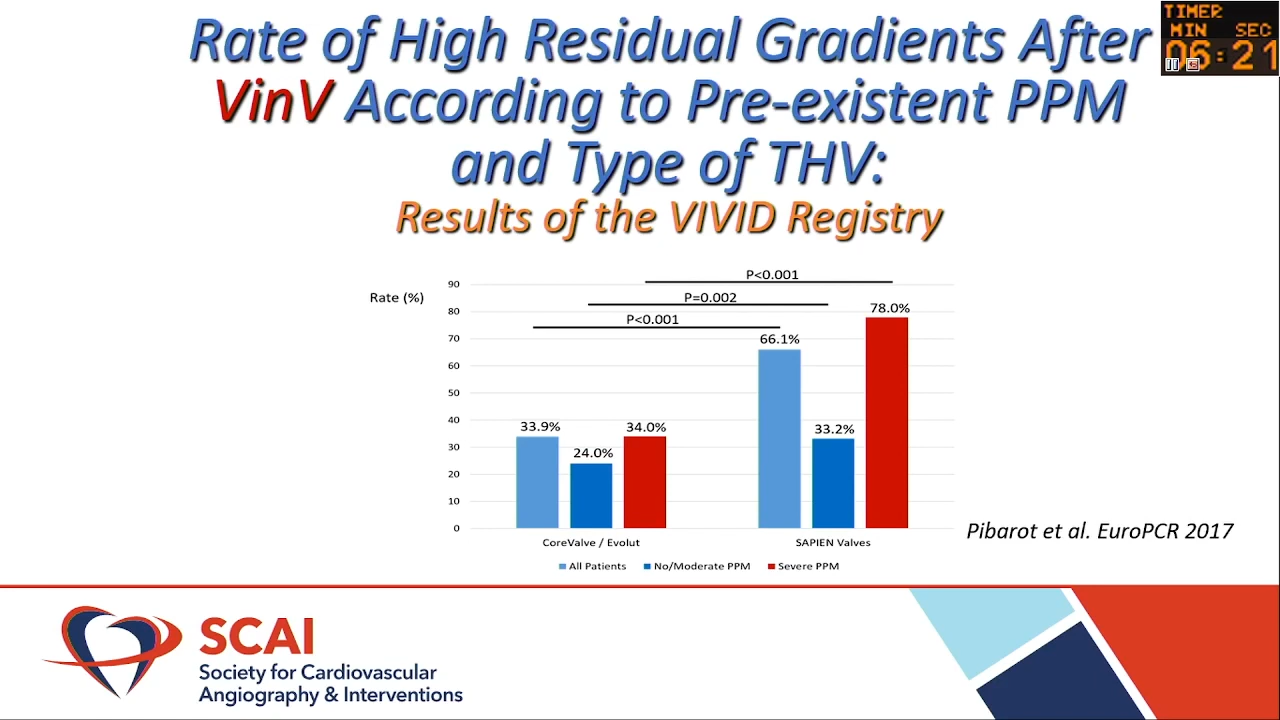 Rate of High Residual Gradients After
VinV According to Pre-existent PPM
and Type of THV:
Results of the VIVID Registry
TIMER
MIN SEC
06:21
Rate (%)
90
80
70
60
50
40
30
20
10
0
P<0.001
P=0.002
P<0.001
33.9%
24.0%
34.0%
66.1%
33.2%
78.0%
CoreValve / Evolut
SAPIEN Valves
All Patients
No/Moderate PPM
Severe PPM
Pibarot et al. EuroPCR 2017
SCAI
Society for Cardiovascular
Angiography & Interventions